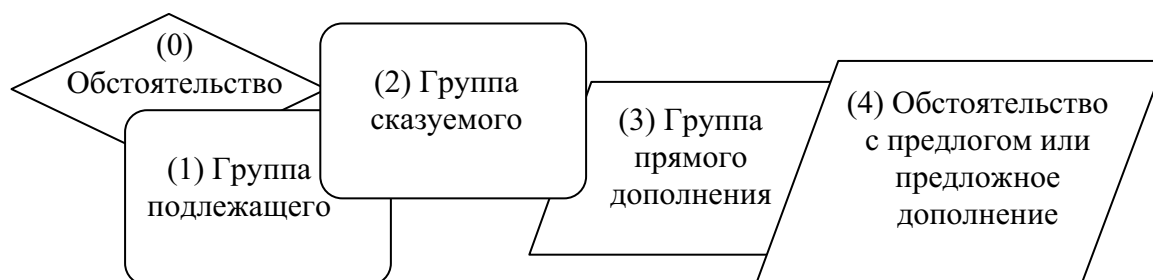 (0)
Обстоятельство
(1) Группа
подлежащего
(2) Группа
сказуемого
(3) Группа
прямого
дополнения
(4) Обстоятельство
с предлогом или
предложное
дополнение